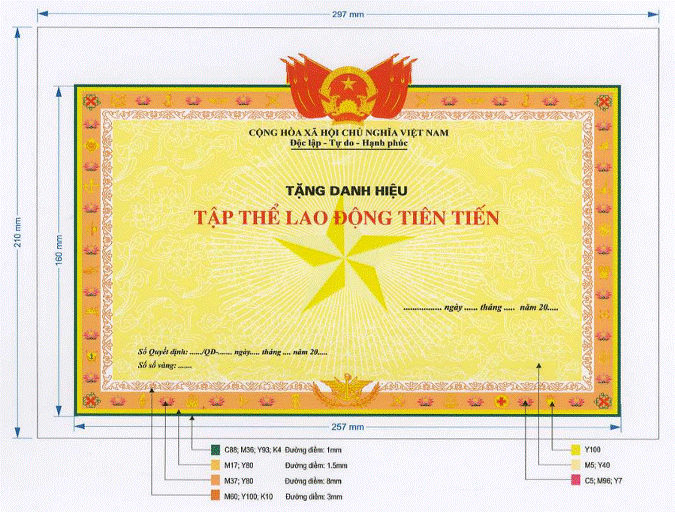 297 mm
CỘNG HÒA XÃ HỘI CHỦ NGHĨA VIỆT NAM
Độc lập - Tự do - Hạnh phúc
TẶNG DANH HIỆU
TẬP THỂ LAO ĐỘNG TIÊN TIẾN
210 mm
160 mm
.................. ngày ...... tháng ..... năm 20.....
Số Quyết định: ....../QĐ-....... ngày..... tháng .... năm 20.....
Số sổ vàng: .......
257 mm
C88; M36; Y93; K4 Đường diềm: 1mm
M17; Y80 Đường diềm: 1.5mm
M37; Y80 Đường diềm: 8mm
M60; Y100; K10 Đường diềm: 3mm
Y100
M5; Y40
C5; M96; Y7